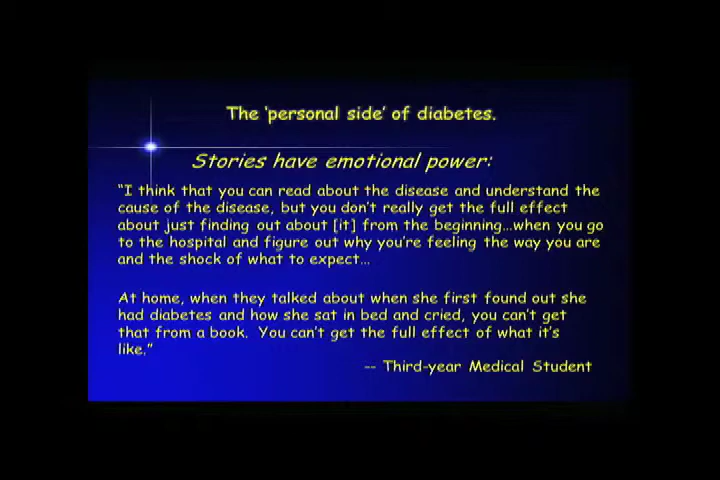 The 'personal side' of diabetes.
Stories have emotional power:
"I think that you can read about the disease and understand the
cause of the disease, but you don't really get the full effect
about just finding out about [it] from the beginning…when you go
to the hospital and figure out why you're feeling the way you are
and the shock of what to expect…
At home, when they talked about when she first found out she
had diabetes and how she sat in bed and cried, you can't get
that from a book. You can't get the full effect of what it's
like."
-- Third-year Medical Student